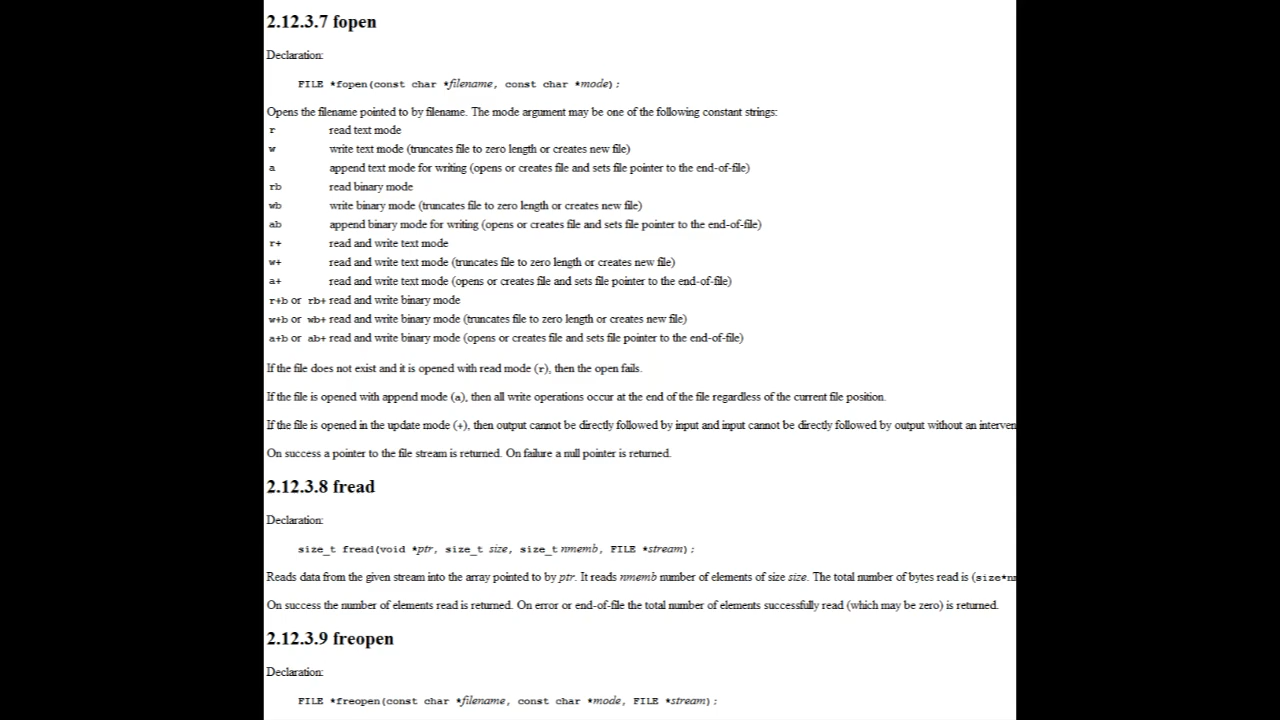 2.12.3.7 fopen
Declaration:
FILE *fopen(const char *filename, const char *mode);
Opens the filename pointed to by filename. The mode argument may be one of the following constant strings:
r read text mode
w write text mode (truncates file to zero length or creates new file)
a append text mode for writing (opens or creates file and sets file pointer to the end-of-file)
rb read binary mode
wb write binary mode (truncates file to zero length or creates new file)
ab append binary mode for writing (opens or creates file and sets file pointer to the end-of-file)
r+ read and write text mode
w+ read and write text mode (truncates file to zero length or creates new file)
a+ read and write text mode (opens or creates file and sets file pointer to the end-of-file)
r+b or rb+ read and write binary mode
w+b or wb+ read and write binary mode (truncates file to zero length or creates new file)
a+b or ab+ read and write binary mode (opens or creates file and sets file pointer to the end-of-file)
If the file does not exist and it is opened with read mode (r), then the open fails.
If the file is opened with append mode (a), then all write operations occur at the end of the file regardless of the current file position.
If the file is opened in the update mode (+), then output cannot be directly followed by input and input cannot be directly followed by output without an interven
On success a pointer to the file stream is returned. On failure a null pointer is returned.
2.12.3.8 fread
Declaration:
size_t fread(void *ptr, size_t size, size_t nmemb, FILE *stream);
Reads data from the given stream into the array pointed to by ptr. It reads nmemb number of elements of size size. The total number of bytes read is (size*
On success the number of elements read is returned. On error or end-of-file the total number of elements successfully read (which may be zero) is returned.
2.12.3.9 freopen
Declaration:
FILE *freopen(const char *filename, const char *mode, FILE *stream);